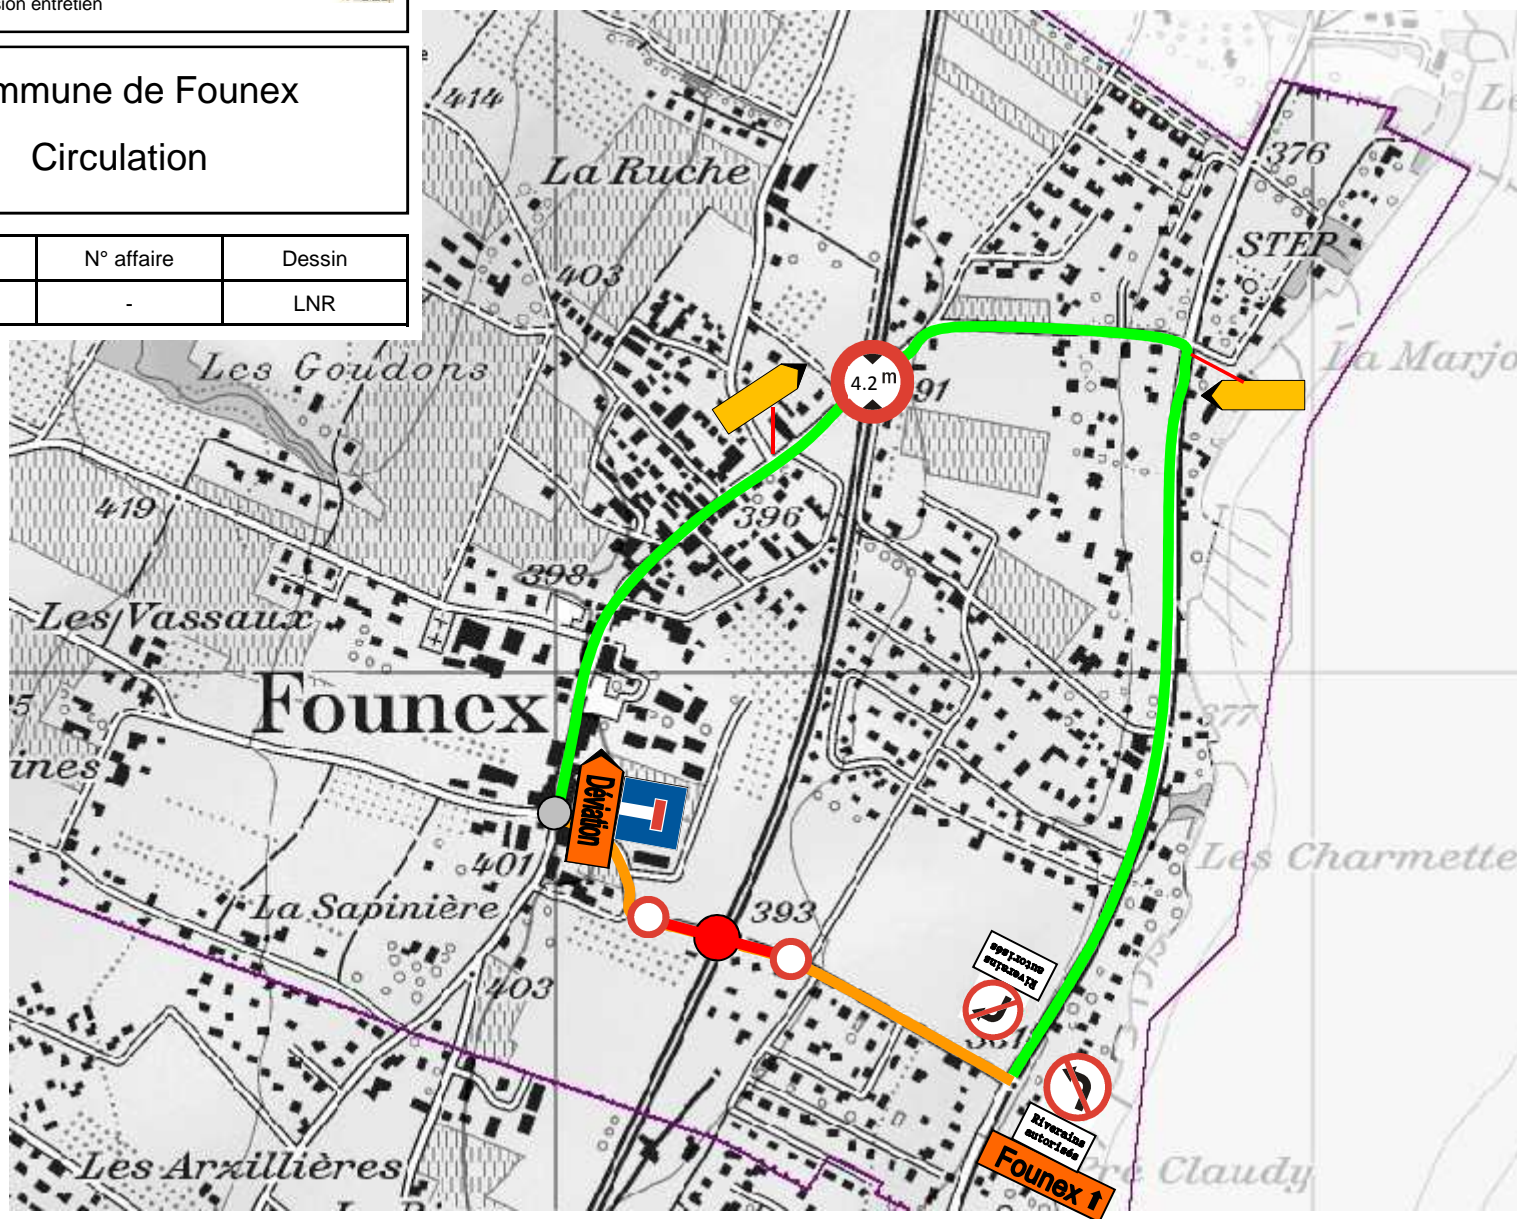 sion entretien
mmune de Founex
Circulation
N° affaire
Dessin
-
LNR
414
La Ruche
376
STEP
403
Les Goudons
La Marjo
4.2 m
91
419
396
398
Les Vassaux
Founex
377
ines
Déviation
401
Les Charmette
La Sapinière
393
403
Riverains
autorisés
Riverains
autorisés
Founex
Les Arxillières
Claudy